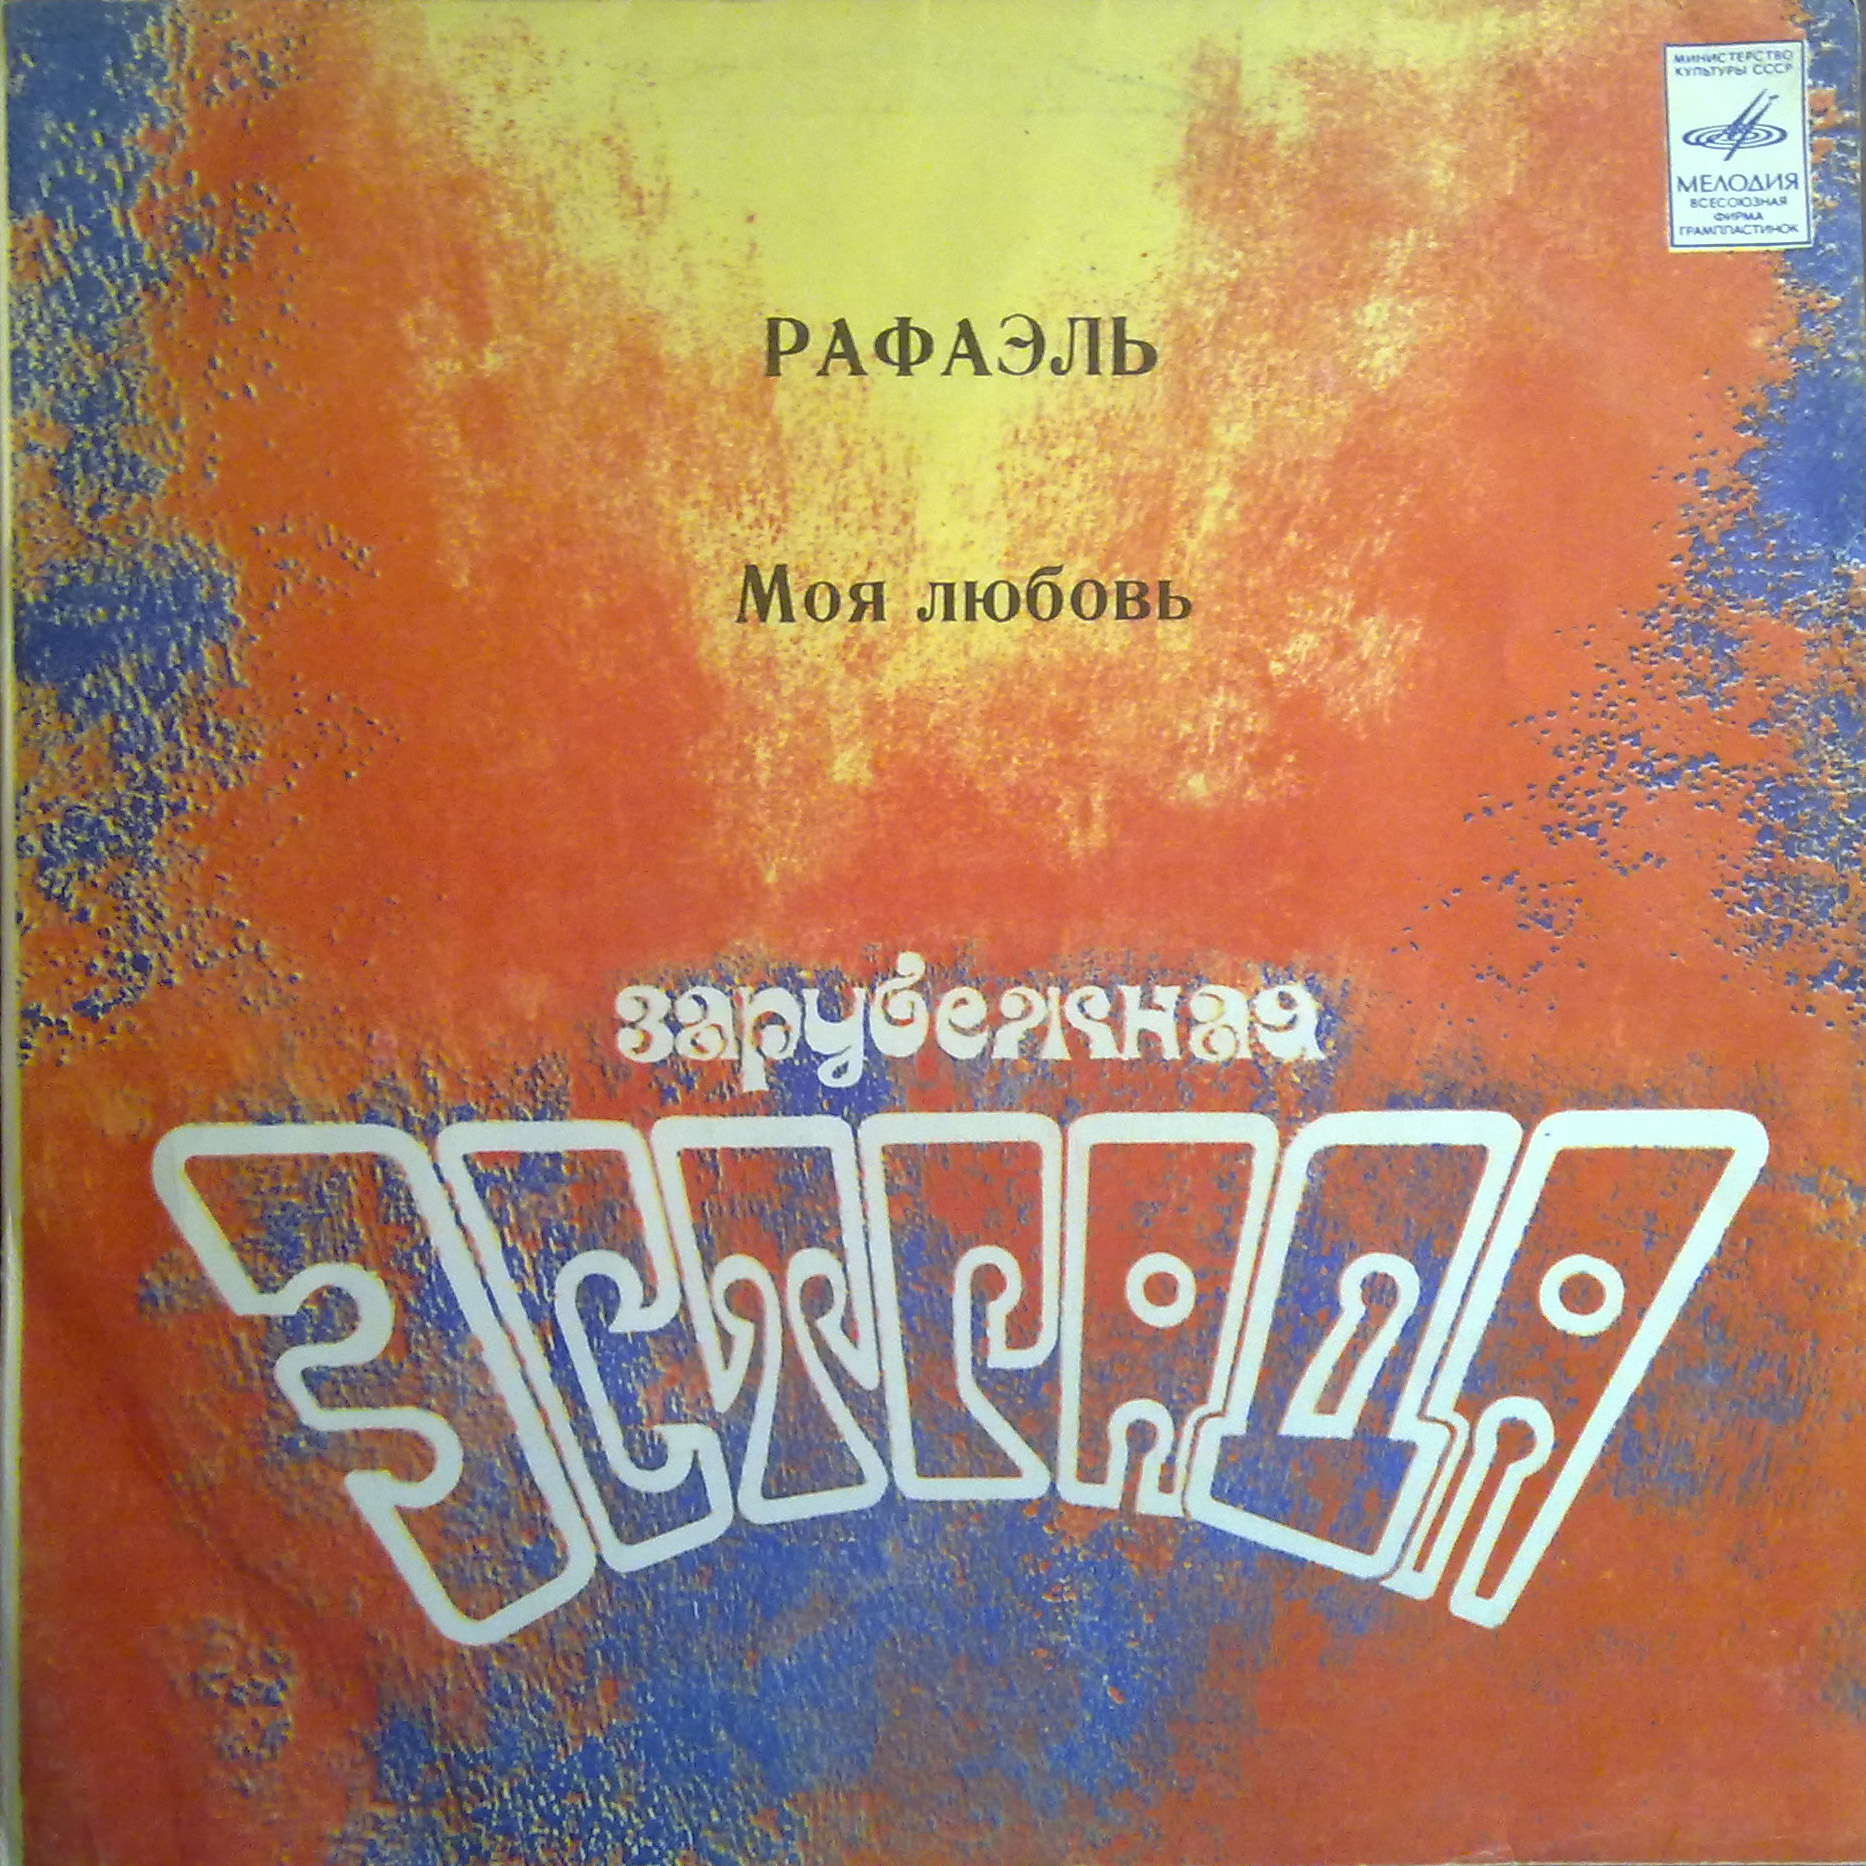 МИНИСТЕРСТВО
КУЛЬТУРЫ СССР
МЕЛОДИЯ
ВСЕСОЮЗНАЯ
ФИРМА
ГРАМПЛАСТИНОК
РАФАЭЛЬ
Моя любовь
зарубежная
ЭСТРАДА